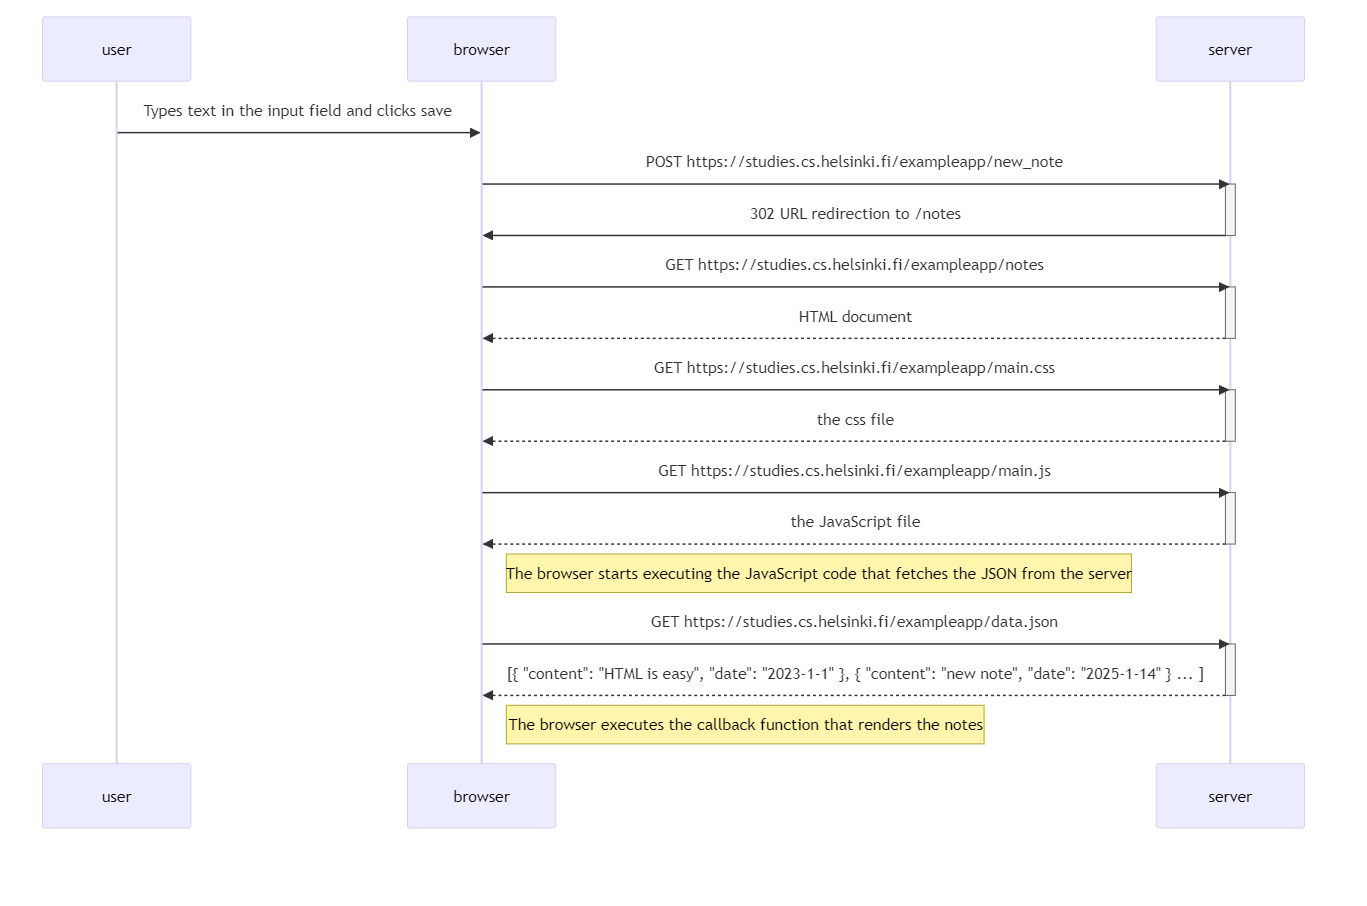 user
browser
server
Types text in the input field and clicks save
POST https://studies.cs.helsinki.fi/exampleapp/new_note
302 URL redirection to /notes
GET https://studies.cs.helsinki.fi/exampleapp/notes
HTML document
GET https://studies.cs.helsinki.fi/exampleapp/main.css
the css file
GET https://studies.cs.helsinki.fi/exampleapp/main.js
the JavaScript file
The browser starts executing the JavaScript code that fetches the JSON from the server
GET https://studies.cs.helsinki.fi/exampleapp/data.json
[{ "content": "HTML is easy", "date": "2023-1-1" }, { "content": "new note", "date": "2025-1-14" } ... ]
The browser executes the callback function that renders the notes
user
browser
server